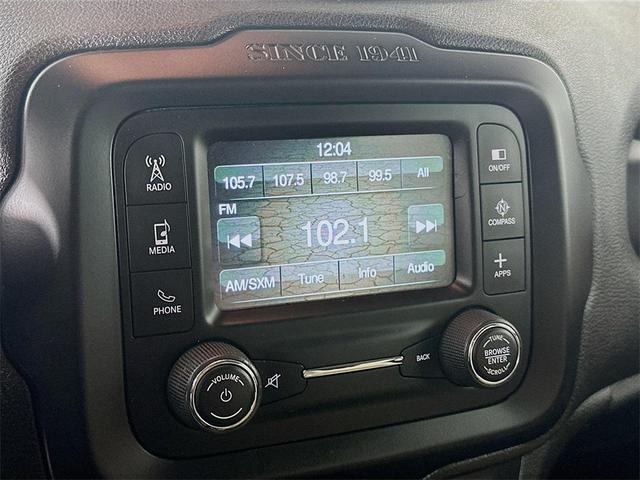 SINCE 1941
12:04
105.7 107.5 98.7 99.5 All
FM
102.1
AM/SXM Tune Info Audio
RADIO
MEDIA
PHONE
ON/OFF
N
COMPASS
APPS
VOLUME
BACK
TUNE
BROWSE
ENTER
SCROLL